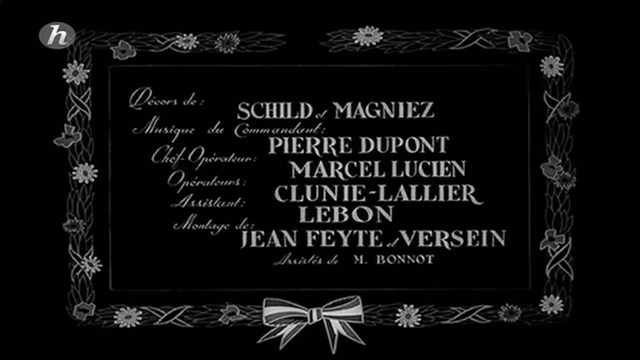 h
Décors de: SCHILD et MAGNIEZ
Musique du Commandant: PIERRE DUPONT
Chef-Opérateur: MARCEL LUCIEN
Opérateurs: CLUNIE-LALLIER
Assistant: LEBON
Montage de: JEAN FEYTE et VERSEIN
Assistés de M. BONNOT